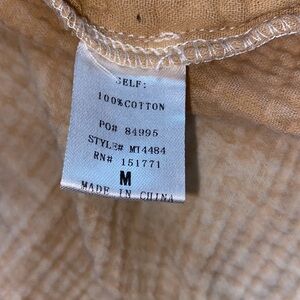 SELF:
100%COTTON
PO# 84995
STYLE# MT4484
RN# 151771
M
MADE IN CHINA